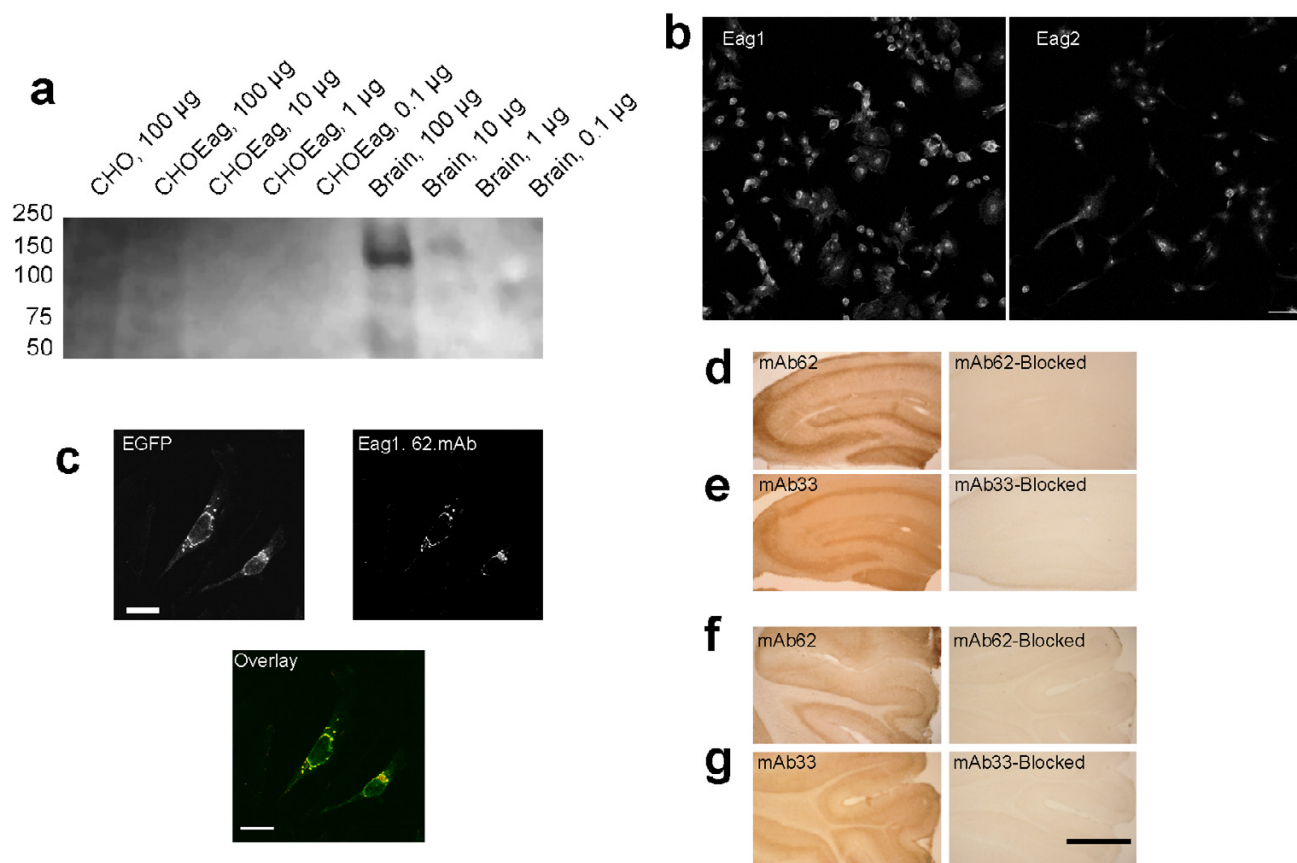 a
CHO, 100 µg
CHOEag, 100 µg
CHOEag, 10 µg
CHOEag, 1 µg
CHOEag, 0.1 µg
Brain, 100 µg
Brain, 10 µg
Brain, 1 µg
Brain, 0.1 µg
250
150
100
75
50
b
Eag1
Eag2
c
EGFP
Eag1. 62.mAb
Overlay
d
mAb62
mAb62-Blocked
e
mAb33
mAb33-Blocked
f
mAb62
mAb62-Blocked
g
mAb33
mAb33-Blocked